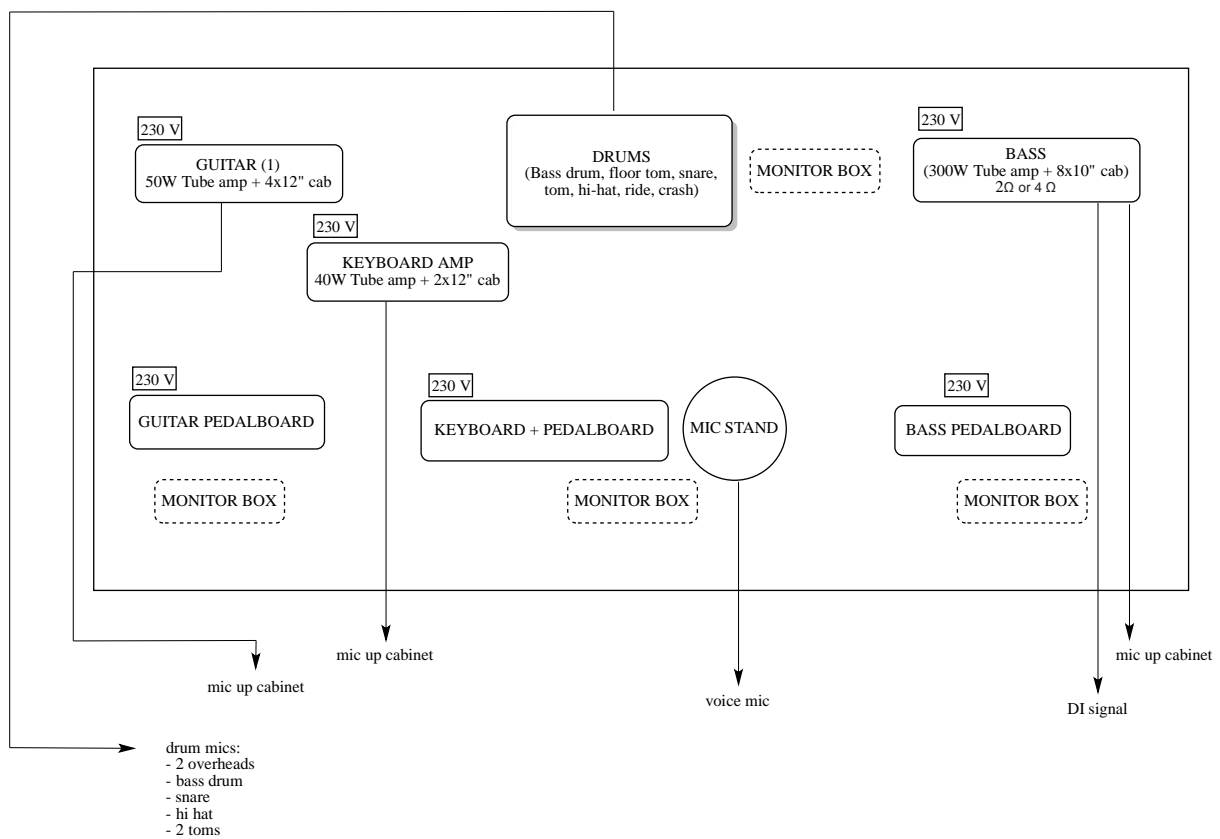 230 V
GUITAR (1)
50W Tube amp + 4x12" cab
DRUMS
(Bass drum, floor tom, snare,
tom, hi-hat, ride, crash)
MONITOR BOX
230 V
BASS
(300W Tube amp + 8x10" cab)
2Ω or 4 Ω
230 V
KEYBOARD AMP
40W Tube amp + 2x12" cab
230 V
GUITAR PEDALBOARD
230 V
KEYBOARD + PEDALBOARD
MIC STAND
230 V
BASS PEDALBOARD
MONITOR BOX
MONITOR BOX
MONITOR BOX
mic up cabinet
mic up cabinet
mic up cabinet
voice mic
DI signal
drum mics:
- 2 overheads
- bass drum
- snare
- hi hat
- 2 toms